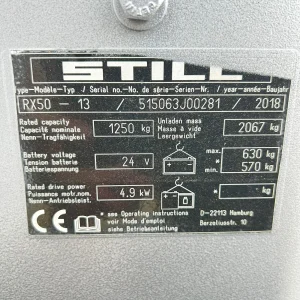 STILL
Type-Modèle-Typ / Serial no.-No. de série-Serien-Nr. / year-année-Baujahr
RX50 - 13 / 515063J00281 / 2018
Rated capacity
Capacité nominale
Nenn-Tragfähigkeit
1250 kg
Unladen mass
Masse à vide
Leergewicht
2067 kg
Battery voltage
Tension batterie
Batteriespannung
24 V
max. 630 kg
min. 570 kg
Rated drive power
Puissance motr.nom.
Nenn-Antriebsleist.
4.9 kW
* - kg
CE
* see Operating instructions
voir Mode d'emploi
siehe Betriebsanleitung
D-22113 Hamburg
Berzeliusstr. 10